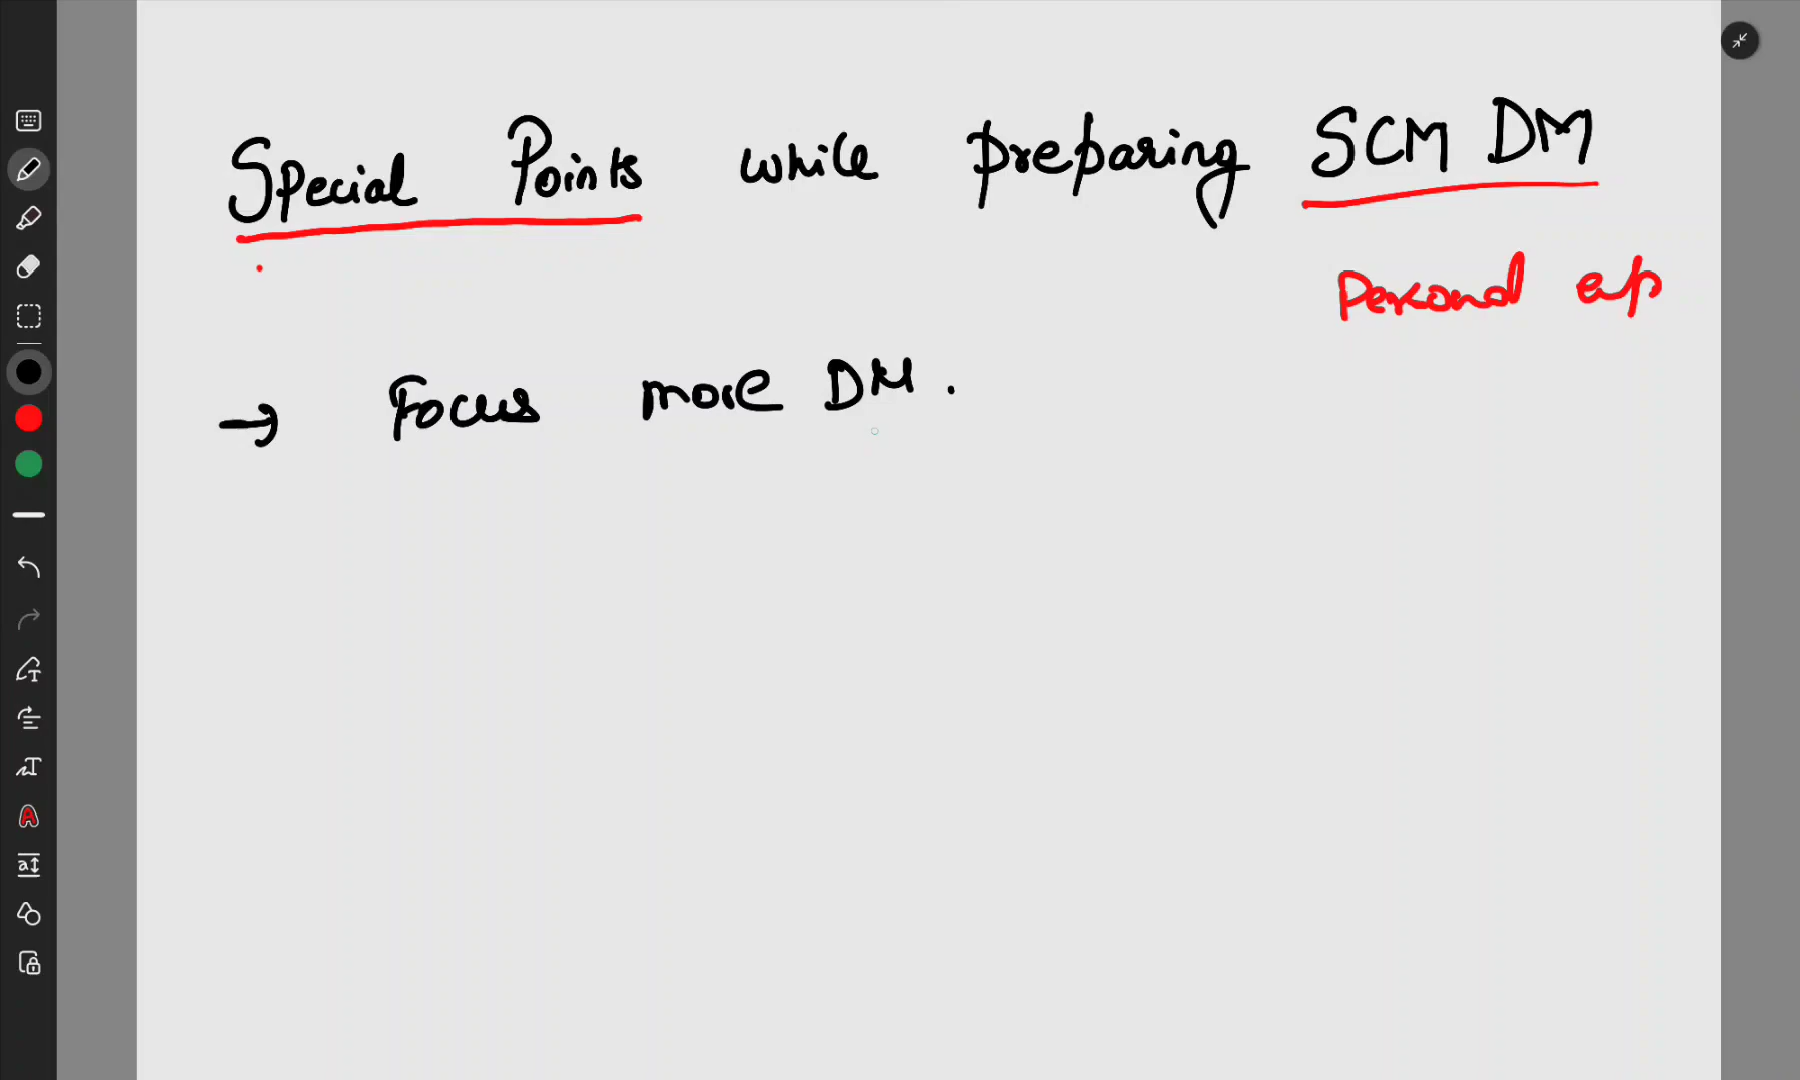 Special Points while preparing SCM DM
Personal exp
→ Focus more DM.